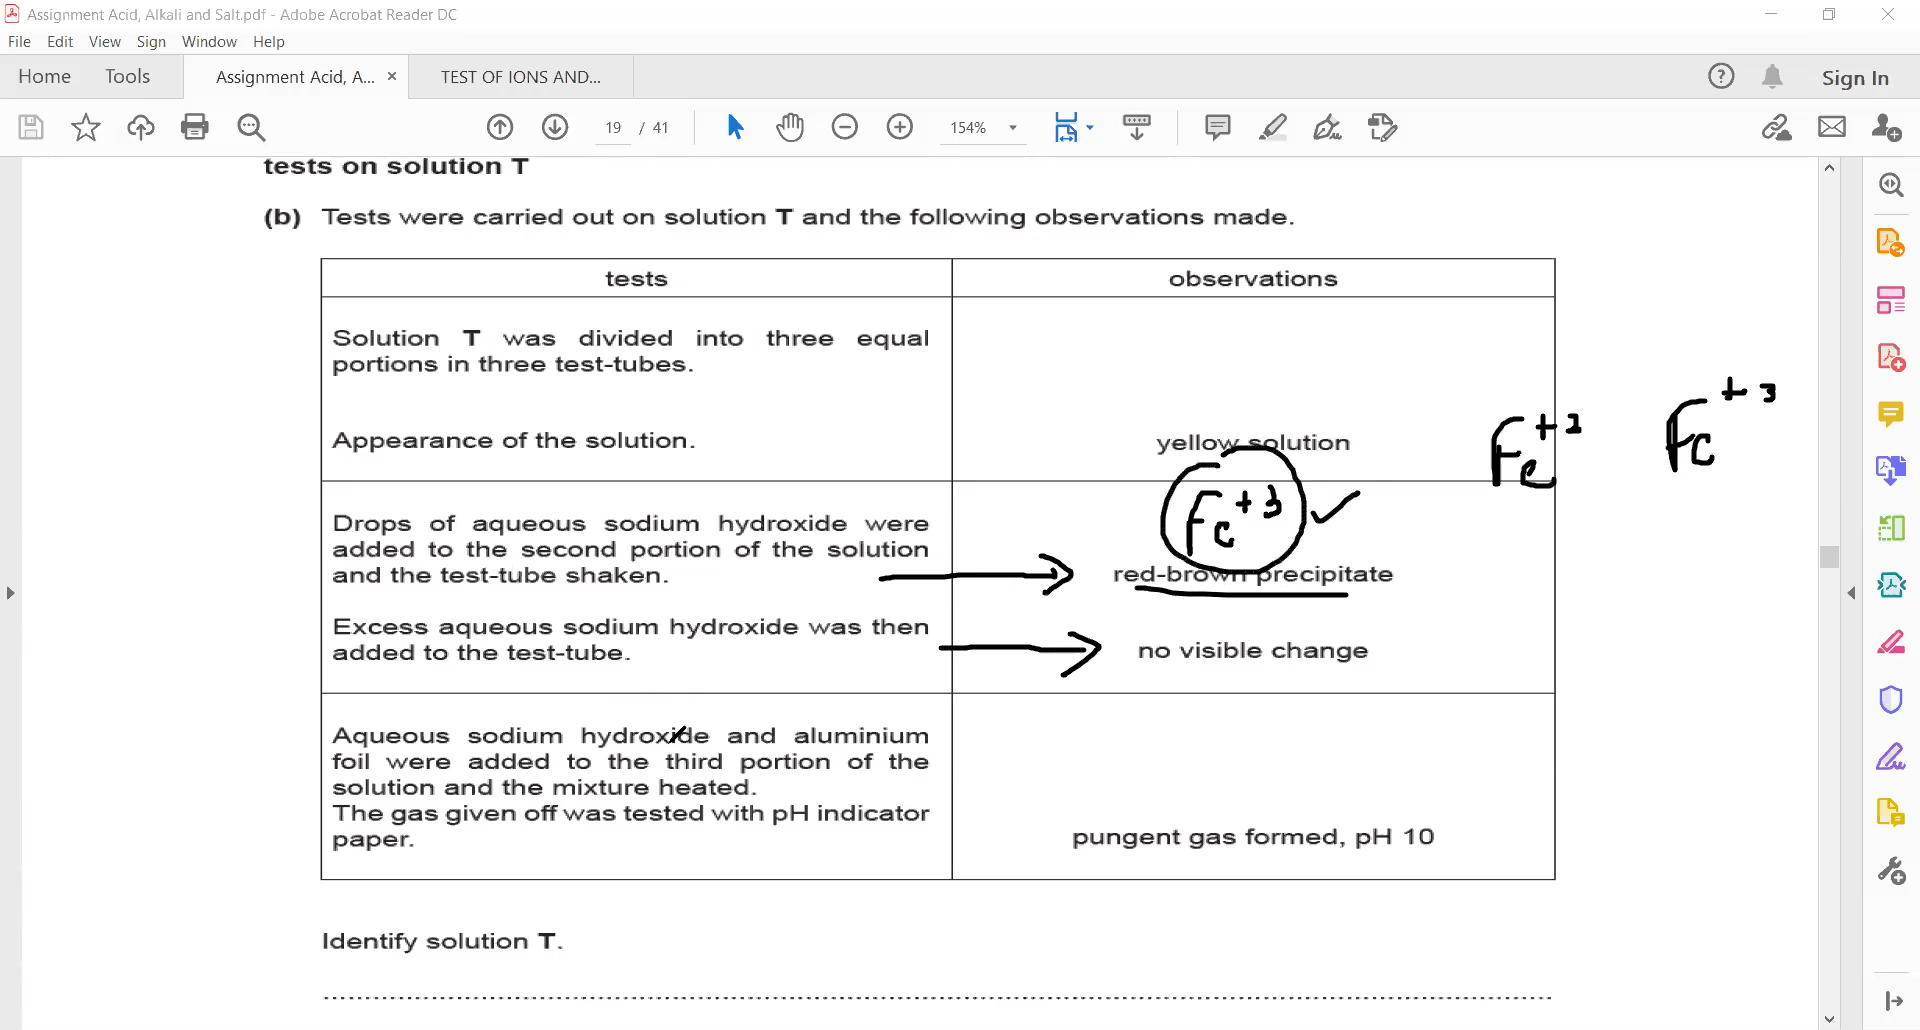 Assignment Acid, Alkali and Salt.pdf - Adobe Acrobat Reader DC
File Edit View Sign Window Help
Home Tools Assignment Acid, A... × TEST OF IONS AND... Sign In
19 / 41 154%
tests on solution T
(b) Tests were carried out on solution T and the following observations made.
tests observations
Solution T was divided into three equal
portions in three test-tubes.
Appearance of the solution.
yellow solution
Fe+2 Fe+3
Fe+3
Drops of aqueous sodium hydroxide were
added to the second portion of the solution
and the test-tube shaken.
red-brown precipitate
Excess aqueous sodium hydroxide was then
added to the test-tube.
no visible change
Aqueous sodium hydroxide and aluminium
foil were added to the third portion of the
solution and the mixture heated.
The gas given off was tested with pH indicator
paper.
pungent gas formed, pH 10
Identify solution T.